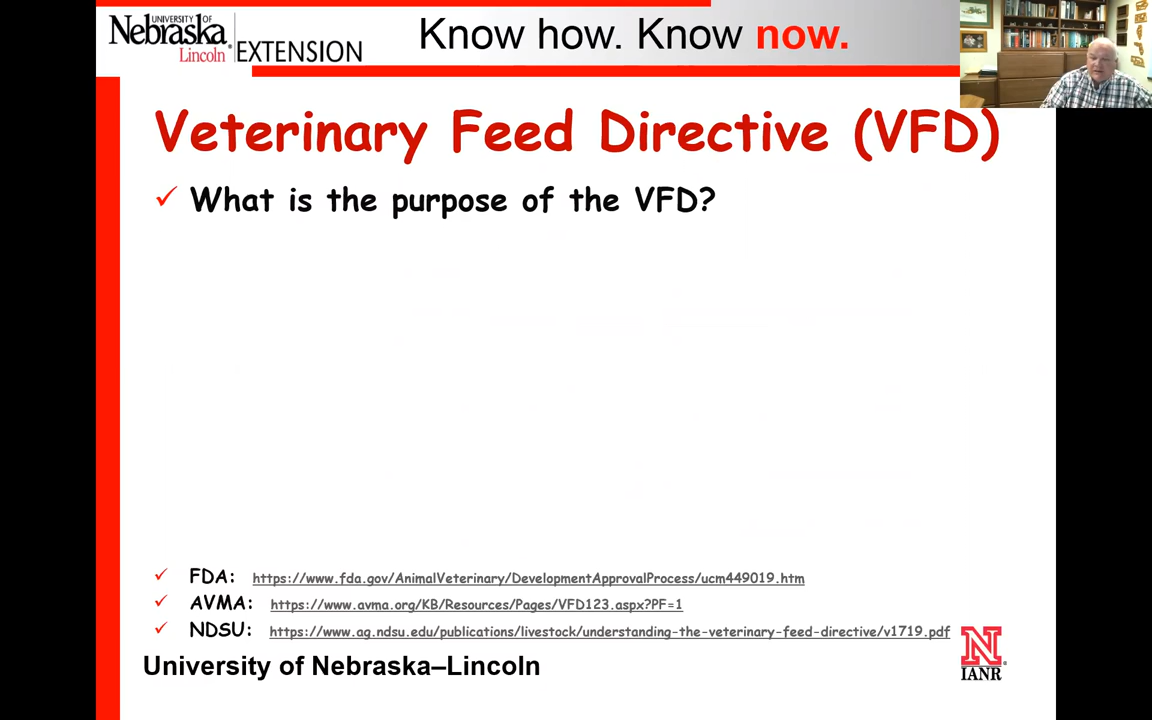 UNIVERSITY OF
Nebraska
Lincoln
EXTENSION
Know how. Know now.
Veterinary Feed Directive (VFD)
✓ What is the purpose of the VFD?
✓ FDA: https://www.fda.gov/AnimalVeterinary/DevelopmentApprovalProcess/ucm449019.htm
✓ AVMA: https://www.avma.org/KB/Resources/Pages/VFD123.aspx?PF=1
✓ NDSU: https://www.ag.ndsu.edu/publications/livestock/understanding-the-veterinary-feed-directive/v1719.pdf
University of Nebraska–Lincoln
N
IANR